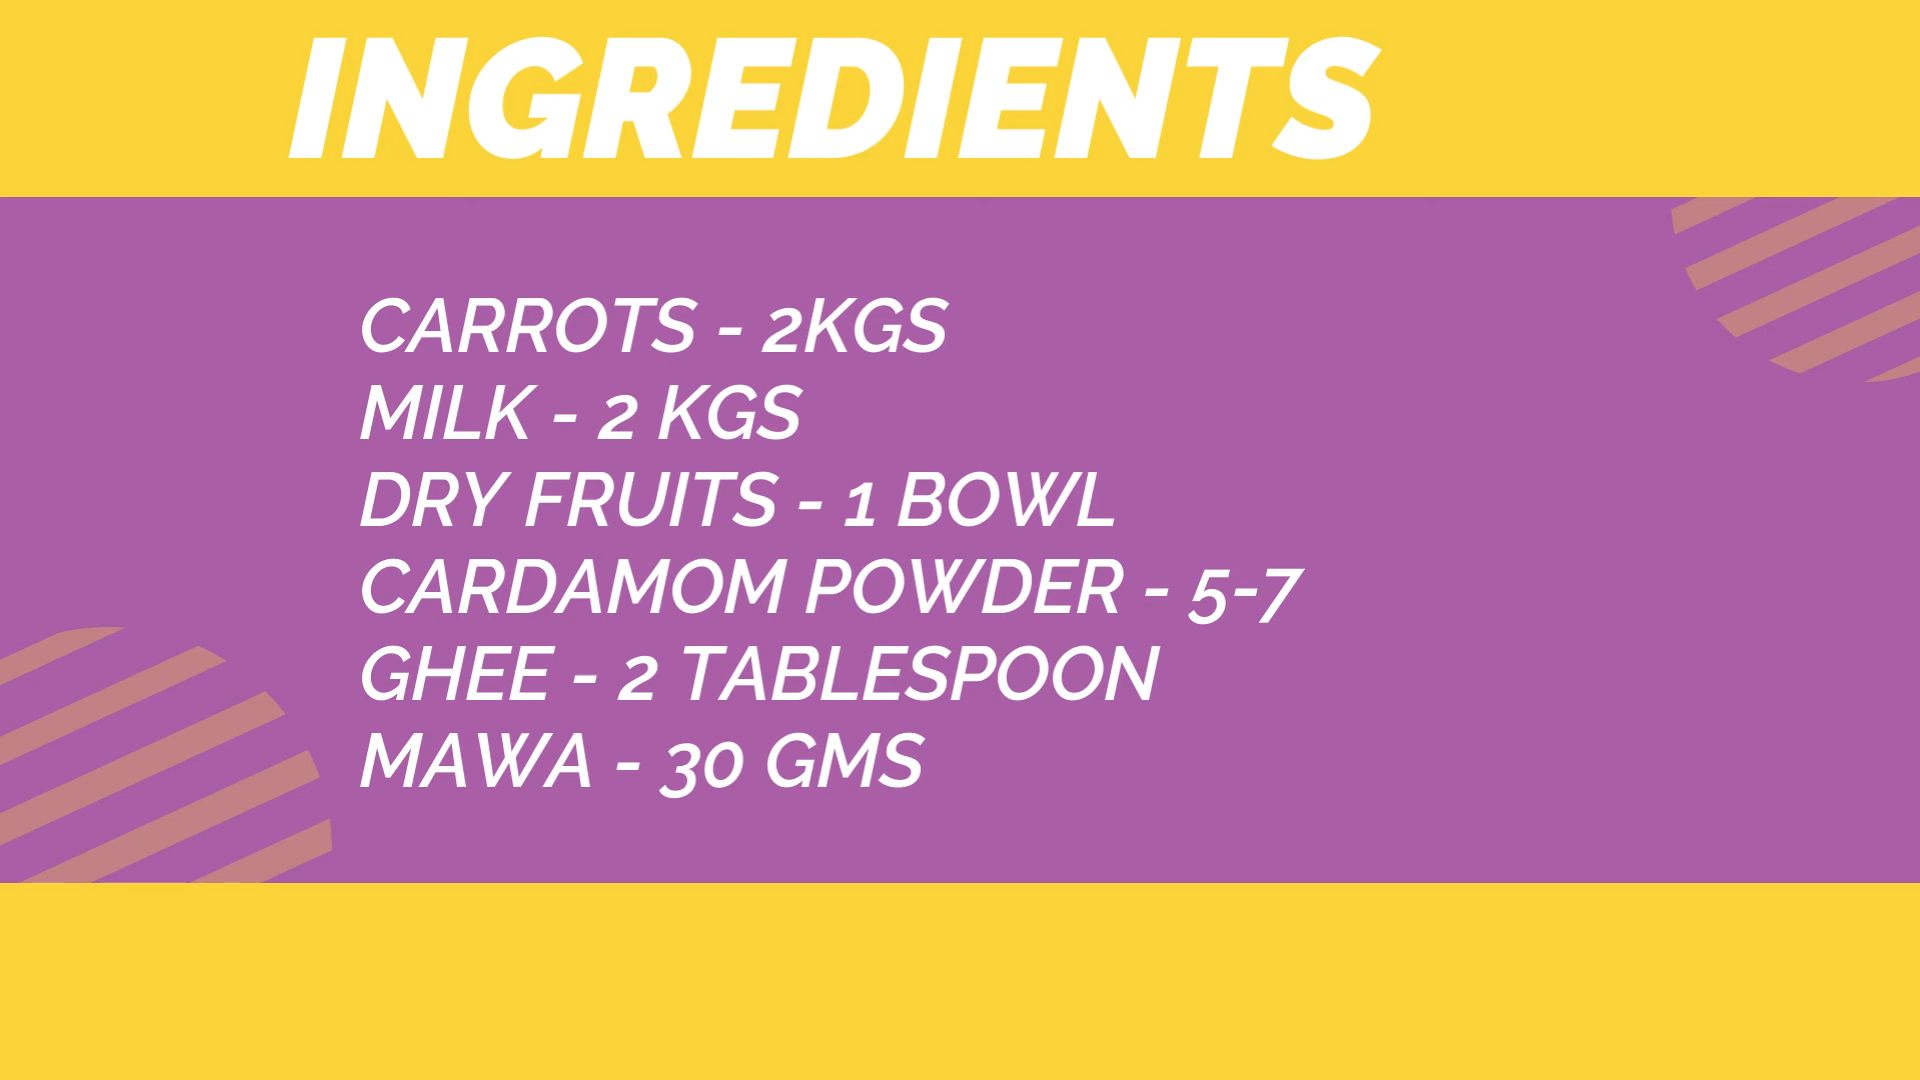 INGREDIENTS
CARROTS - 2KGS
MILK - 2 KGS
DRY FRUITS - 1 BOWL
CARDAMOM POWDER - 5-7
GHEE - 2 TABLESPOON
MAWA - 30 GMS